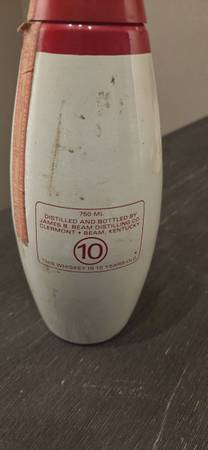 750 ML
DISTILLED AND BOTTLED BY
JAMES B. BEAM DISTILLING CO.
CLERMONT • BEAM, KENTUCKY
10
THIS WHISKEY IS 10 YEARS OLD